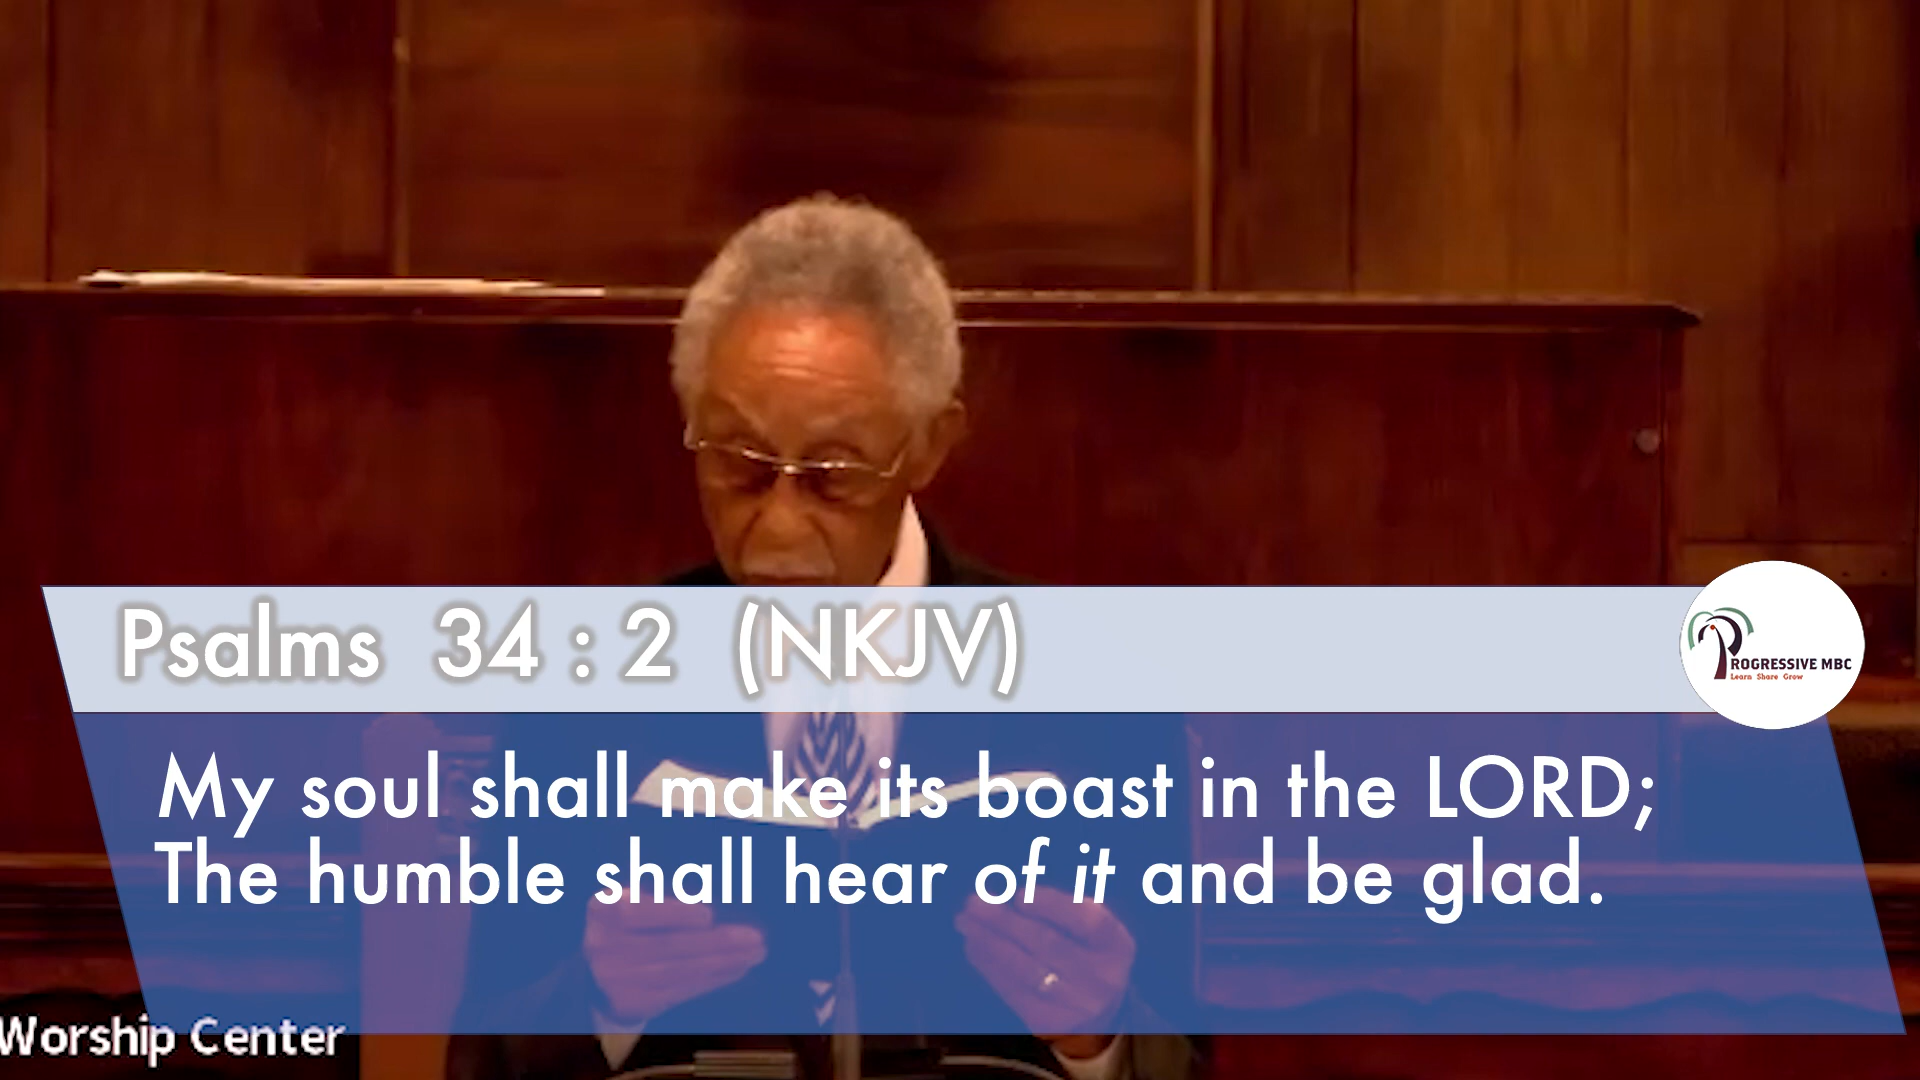 Psalms 34 : 2 (NKJV)
PROGRESSIVE MBC
Learn Share Grow
My soul shall make its boast in the LORD;
The humble shall hear of it and be glad.
Worship Center